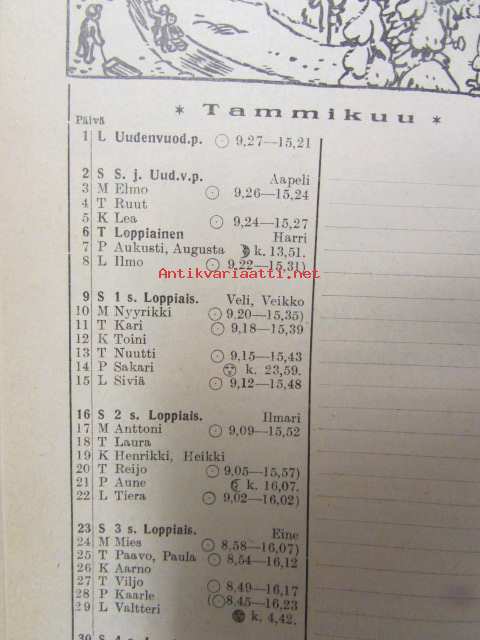 * Tammikuu *
Päivä
1 L Uudenvuod.p. 9,27—15,21
2 S S. j. Uud.v.p. Aapeli
3 M Elmo 9,26—15,24
4 T Ruut
5 K Lea 9,24—15,27
6 T Loppiainen Harri
7 P Aukusti, Augusta k. 13,51.
8 L Ilmo 9,22—15,31)
Antikvariaatti.net
9 S 1 s. Loppiais. Veli, Veikko
10 M Nyyrikki 9,20—15,35)
11 T Kari 9,18—15,39
12 K Toini
13 T Nuutti 9,15—15,43
14 P Sakari k. 23,59.
15 L Siviä 9,12—15,48
16 S 2 s. Loppiais. Ilmari
17 M Anttoni 9,09—15,52
18 T Laura
19 K Henrikki, Heikki
20 T Reijo 9,05—15,57)
21 P Aune k. 16,07.
22 L Tiera 9,02—16,02)
23 S 3 s. Loppiais. Eine
24 M Mies 8,58—16,07)
25 T Paavo, Paula 8,54—16,12
26 K Aarno
27 T Viljo 8,49—16,17
28 P Kaarle (8,45—16,23
29 L Valtteri k. 4,42.
30 S 4 s. Loppiais.